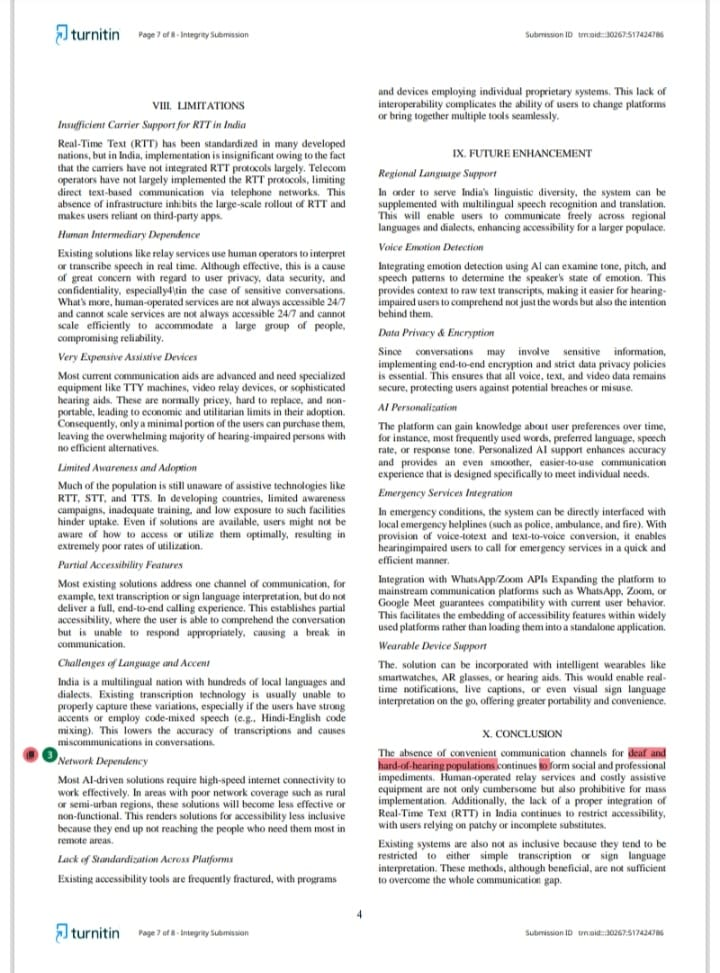 turnitin Page 7 of 8 - Integrity Submission Submission ID trn:oid:::30267:517424786
VIII. LIMITATIONS
Insufficient Carrier Support for RTT in India
Real-Time Text (RTT) has been standardized in many developed
nations, but in India, implementation is insignificant owing to the fact
that the carriers have not integrated RTT protocols largely. Telecom
operators have not largely implemented the RTT protocols, limiting
direct text-based communication via telephone networks. This
absence of infrastructure inhibits the large-scale rollout of RTT and
makes users reliant on third-party apps.
Human Intermediary Dependence
Existing solutions like relay services use human operators to interpret
or transcribe speech in real time. Although effective, this is a cause
of great concern with regard to user privacy, data security, and
confidentiality, especially4\tin the case of sensitive conversations.
What's more, human-operated services are not always accessible 24/7
and cannot scale services are not always accessible 24/7 and cannot
scale efficiently to accommodate a large group of people,
compromising reliability.
Very Expensive Assistive Devices
Most current communication aids are advanced and need specialized
equipment like TTY machines, video relay devices, or sophisticated
hearing aids. These are normally pricey, hard to replace, and non-
portable, leading to economic and utilitarian limits in their adoption.
Consequently, only a minimal portion of the users can purchase them,
leaving the overwhelming majority of hearing-impaired persons with
no efficient alternatives.
Limited Awareness and Adoption
Much of the population is still unaware of assistive technologies like
RTT, STT, and TTS. In developing countries, limited awareness
campaigns, inadequate training, and low exposure to such facilities
hinder uptake. Even if solutions are available, users might not be
aware of how to access or utilize them optimally, resulting in
extremely poor rates of utilization.
Partial Accessibility Features
Most existing solutions address one channel of communication, for
example, text transcription or sign language interpretation, but do not
deliver a full, end-to-end calling experience. This establishes partial
accessibility, where the user is able to comprehend the conversation
but is unable to respond appropriately, causing a break in
communication.
Challenges of Language and Accent
India is a multilingual nation with hundreds of local languages and
dialects. Existing transcription technology is usually unable to
properly capture these variations, especially if the users have strong
accents or employ code-mixed speech (e.g., Hindi-English code
mixing). This lowers the accuracy of transcriptions and causes
miscommunications in conversations.
3
Network Dependency
Most AI-driven solutions require high-speed internet connectivity to
work effectively. In areas with poor network coverage such as rural
or semi-urban regions, these solutions will become less effective or
non-functional. This renders solutions for accessibility less inclusive
because they end up not reaching the people who need them most in
remote areas.
Lack of Standardization Across Platforms
Existing accessibility tools are frequently fractured, with programs
and devices employing individual proprietary systems. This lack of
interoperability complicates the ability of users to change platforms
or bring together multiple tools seamlessly.
IX. FUTURE ENHANCEMENT
Regional Language Support
In order to serve India's linguistic diversity, the system can be
supplemented with multilingual speech recognition and translation.
This will enable users to communicate freely across regional
languages and dialects, enhancing accessibility for a larger populace.
Voice Emotion Detection
Integrating emotion detection using AI can examine tone, pitch, and
speech patterns to determine the speaker's state of emotion. This
provides context to raw text transcripts, making it easier for hearing-
impaired users to comprehend not just the words but also the intention
behind them.
Data Privacy & Encryption
Since conversations may involve sensitive information,
implementing end-to-end encryption and strict data privacy policies
is essential. This ensures that all voice, text, and video data remains
secure, protecting users against potential breaches or misuse.
AI Personalization
The platform can gain knowledge about user preferences over time,
for instance, most frequently used words, preferred language, speech
rate, or response tone. Personalized AI support enhances accuracy
and provides an even smoother, easier-to-use communication
experience that is designed specifically to meet individual needs.
Emergency Services Integration
In emergency conditions, the system can be directly interfaced with
local emergency helplines (such as police, ambulance, and fire). With
provision of voice-totext and text-to-voice conversion, it enables
hearingimpaired users to call for emergency services in a quick and
efficient manner.
Integration with WhatsApp/Zoom APIs Expanding the platform to
mainstream communication platforms such as WhatsApp, Zoom, or
Google Meet guarantees compatibility with current user behavior.
This facilitates the embedding of accessibility features within widely
used platforms rather than loading them into a standalone application.
Wearable Device Support
The. solution can be incorporated with intelligent wearables like
smartwatches, AR glasses, or hearing aids. This would enable real-
time notifications, live captions, or even visual sign language
interpretation on the go, offering greater portability and convenience.
X. CONCLUSION
The absence of convenient communication channels for deaf and
hard-of-hearing populations continues to form social and professional
impediments. Human-operated relay services and costly assistive
equipment are not only cumbersome but also prohibitive for mass
implementation. Additionally, the lack of a proper integration of
Real-Time Text (RTT) in India continues to restrict accessibility,
with users relying on patchy or incomplete substitutes.
Existing systems are also not as inclusive because they tend to be
restricted to either simple transcription or sign language
interpretation. These methods, although beneficial, are not sufficient
to overcome the whole communication gap.
4
turnitin Page 7 of 8 - Integrity Submission Submission ID trn:oid:::30267:517424786